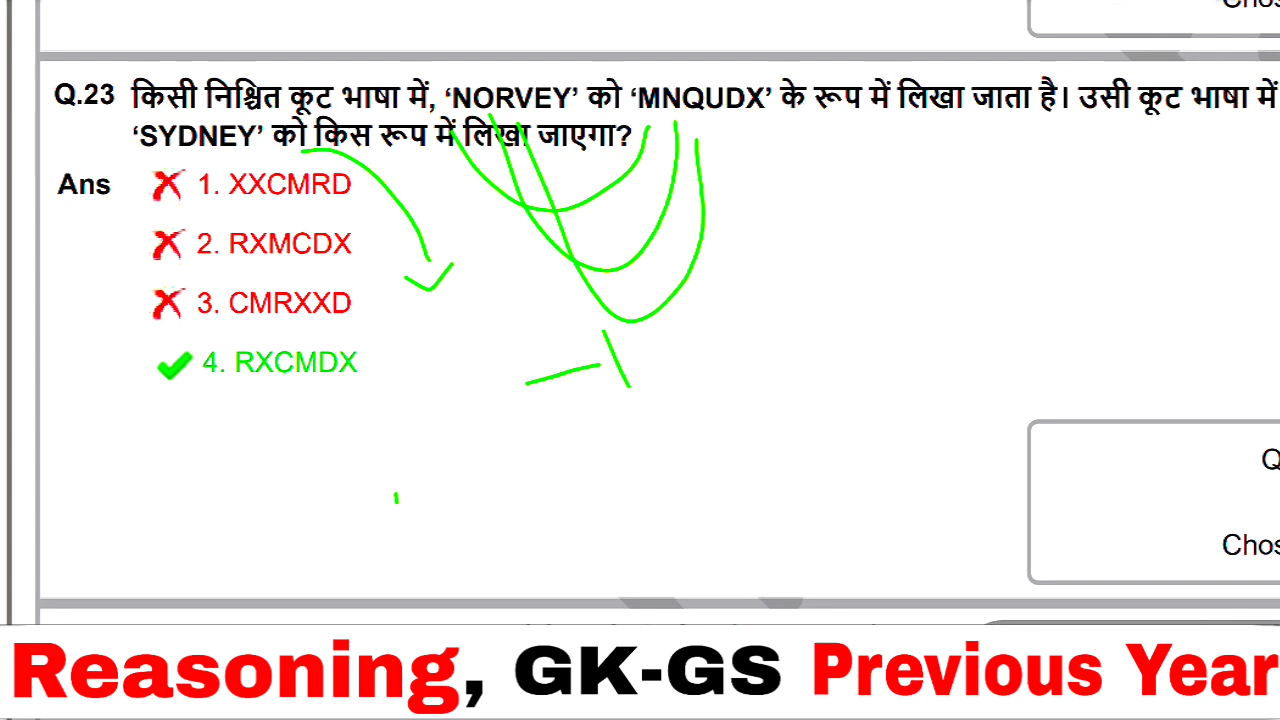 Chos
Q.23 किसी निश्चित कूट भाषा में, ‘NORVEY’ को ‘MNQUDX’ के रूप में लिखा जाता है। उसी कूट भाषा में
‘SYDNEY’ को किस रूप में लिखा जाएगा?
Ans 1. XXCMRD
2. RXMCDX
3. CMRXXD
4. RXCMDX
Q
Chos
Reasoning, GK-GS Previous Year